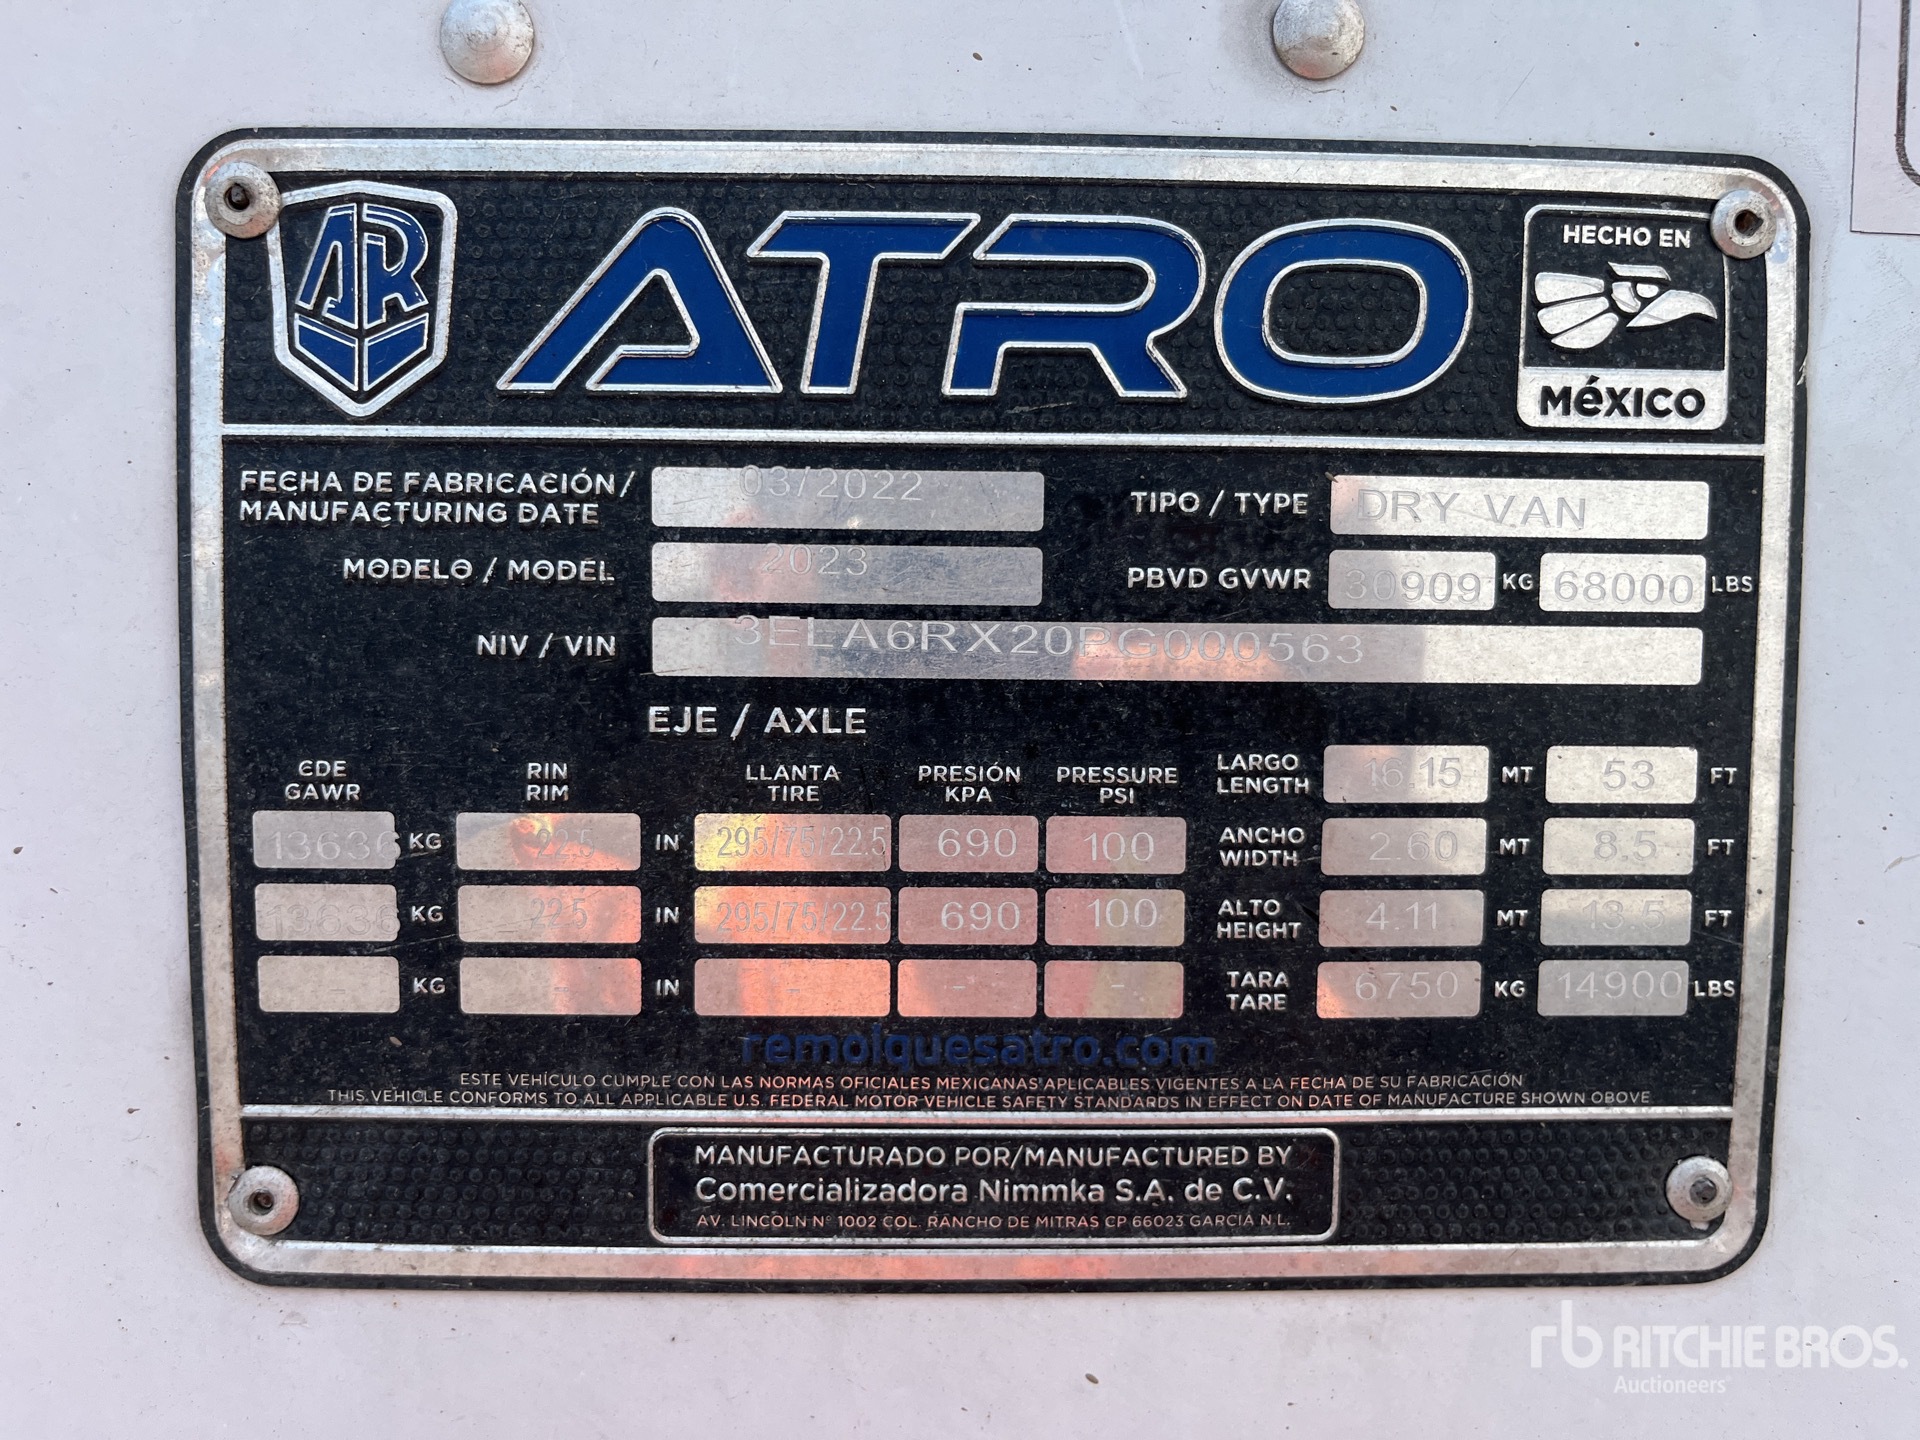 AR
ATRO
HECHO EN
MéXICO
FECHA DE FABRICACIÓN/
MANUFACTURING DATE
03/2022
TIPO / TYPE
DRY VAN
MODELO / MODEL
2023
PBVD GVWR
30909 KG 68000 LBS
NIV / VIN
3ELA6RX20PG000563
EJE / AXLE
CDE
GAWR
RIN
RIM
LLANTA
TIRE
PRESIÓN
KPA
PRESSURE
PSI
13636 KG 22.5 IN 295/75/22.5 690 100
13636 KG 22.5 IN 295/75/22.5 690 100
- KG - IN - - -
LARGO
LENGTH
16.15 MT 53 FT
ANCHO
WIDTH
2.60 MT 8.5 FT
ALTO
HEIGHT
4.11 MT 13.5 FT
TARA
TARE
6750 KG 14900 LBS
remolquesatro.com
ESTE VEHÍCULO CUMPLE CON LAS NORMAS OFICIALES MEXICANAS APLICABLES VIGENTES A LA FECHA DE SU FABRICACIÓN
THIS VEHICLE CONFORMS TO ALL APPLICABLE U.S. FEDERAL MOTOR VEHICLE SAFETY STANDARDS IN EFFECT ON DATE OF MANUFACTURE SHOWN OBOVE
MANUFACTURADO POR/MANUFACTURED BY
Comercializadora Nimmka S.A. de C.V.
AV. LINCOLN N° 1002 COL. RANCHO DE MITRAS CP 66023 GARCIA N L.
rb RITCHIE BROS.
Auctioneers